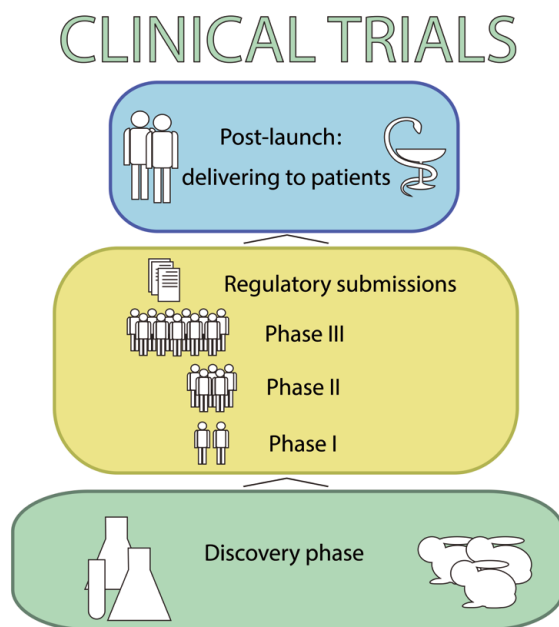 CLINICAL TRIALS
Post-launch:
delivering to patients
Regulatory submissions
Phase III
Phase II
Phase I
Discovery phase